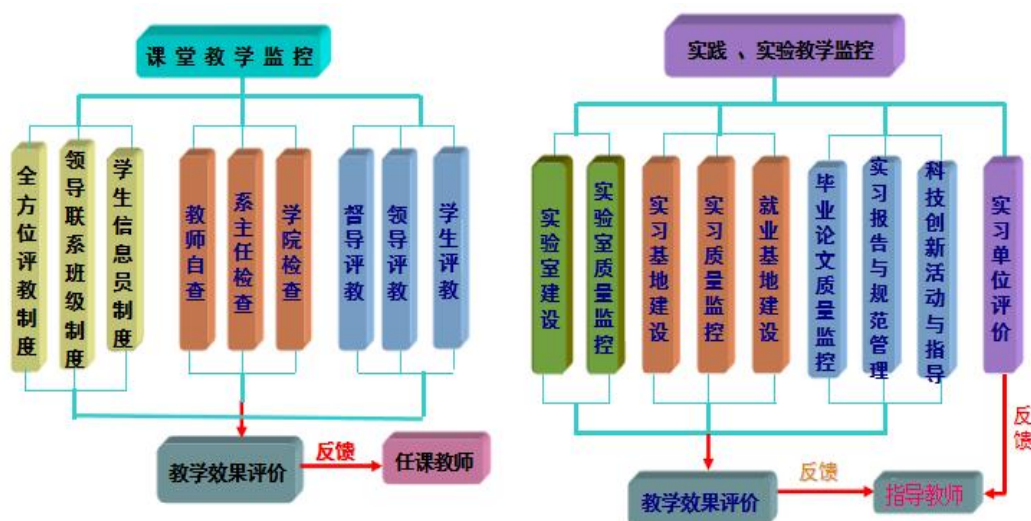 课堂教学监控
全方位评教制度
领导联系班级制度
学生信息员制度
教师自查
系主任检查
学院检查
督导评教
领导评教
学生评教
教学效果评价
反馈
任课教师
实践、实验教学监控
实验室建设
实验室质量监控
实习基地建设
实习质量监控
就业基地建设
毕业论文质量监控
实习报告与规范管理
科技创新活动与指导
实习单位评价
反馈
教学效果评价
反馈
指导教师